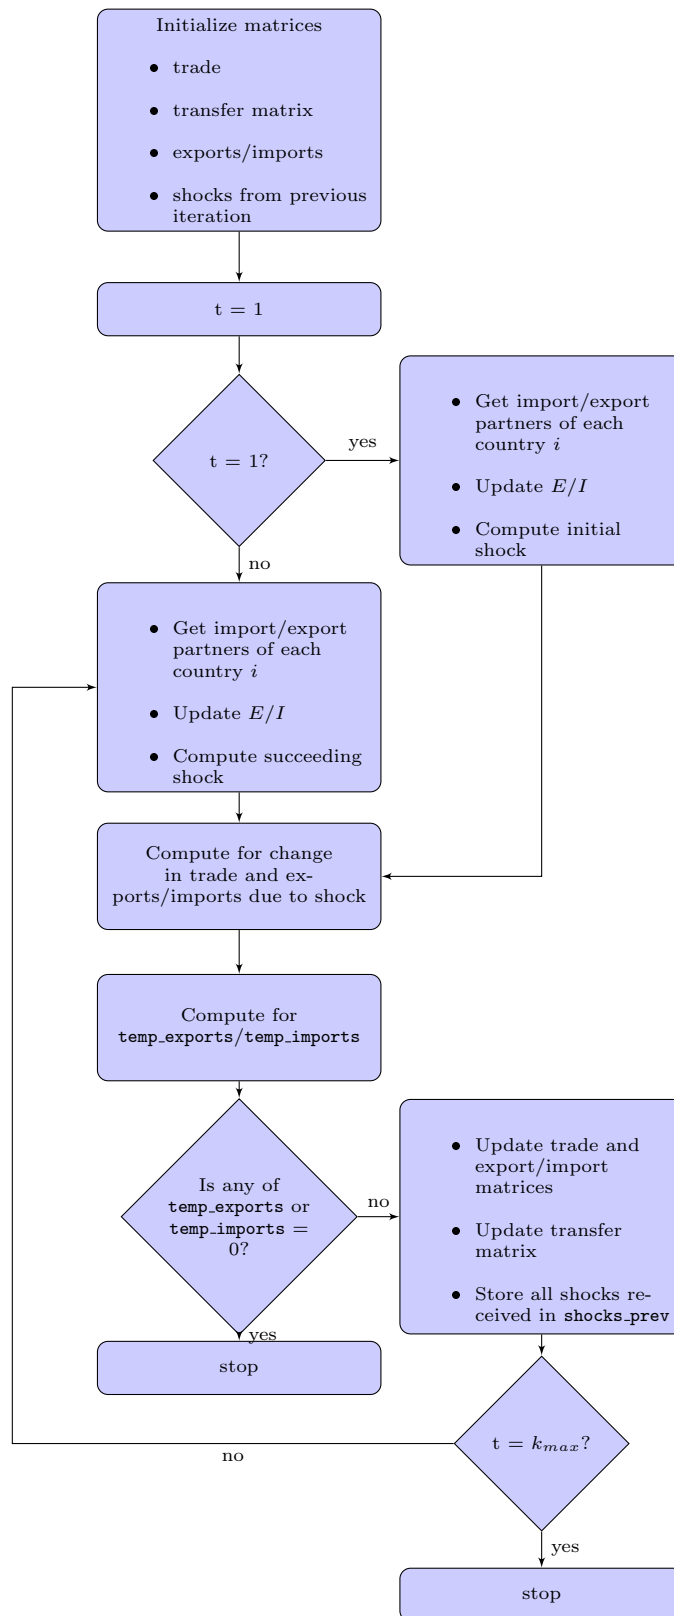 Initialize matrices
• trade
• transfer matrix
• exports/imports
• shocks from previous
iteration
t = 1
t = 1?
yes
no
• Get import/export
partners of each
country i
• Update E/I
• Compute initial
shock
• Get import/export
partners of each
country i
• Update E/I
• Compute succeeding
shock
Compute for change
in trade and ex-
ports/imports due to shock
Compute for
temp_exports/temp_imports
Is any of
temp_exports or
temp_imports =
0?
no
yes
stop
• Update trade and
export/import
matrices
• Update transfer
matrix
• Store all shocks re-
ceived in shocks_prev
t = k_{max}?
no
yes
stop